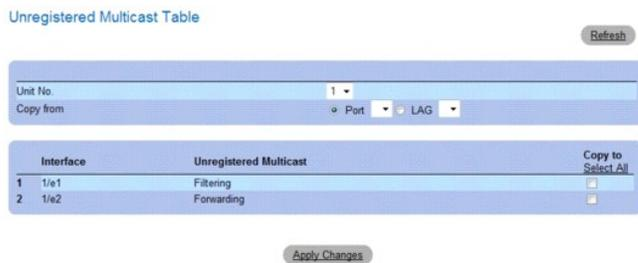 Unregistered Multicast Table
Refresh
Unit No. 1
Copy from Port LAG
Interface Unregistered Multicast Copy to
Select All
1 1/e1 Filtering
2 1/e2 Forwarding
Apply Changes